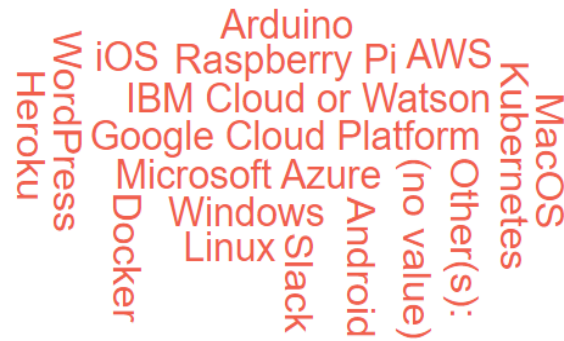 Arduino
iOS
Raspberry Pi
AWS
IBM Cloud or Watson
Google Cloud Platform
Microsoft Azure
Windows
Linux
Heroku
WordPress
Docker
Slack
Android
(no value)
Other(s):
Kubernetes
MacOS